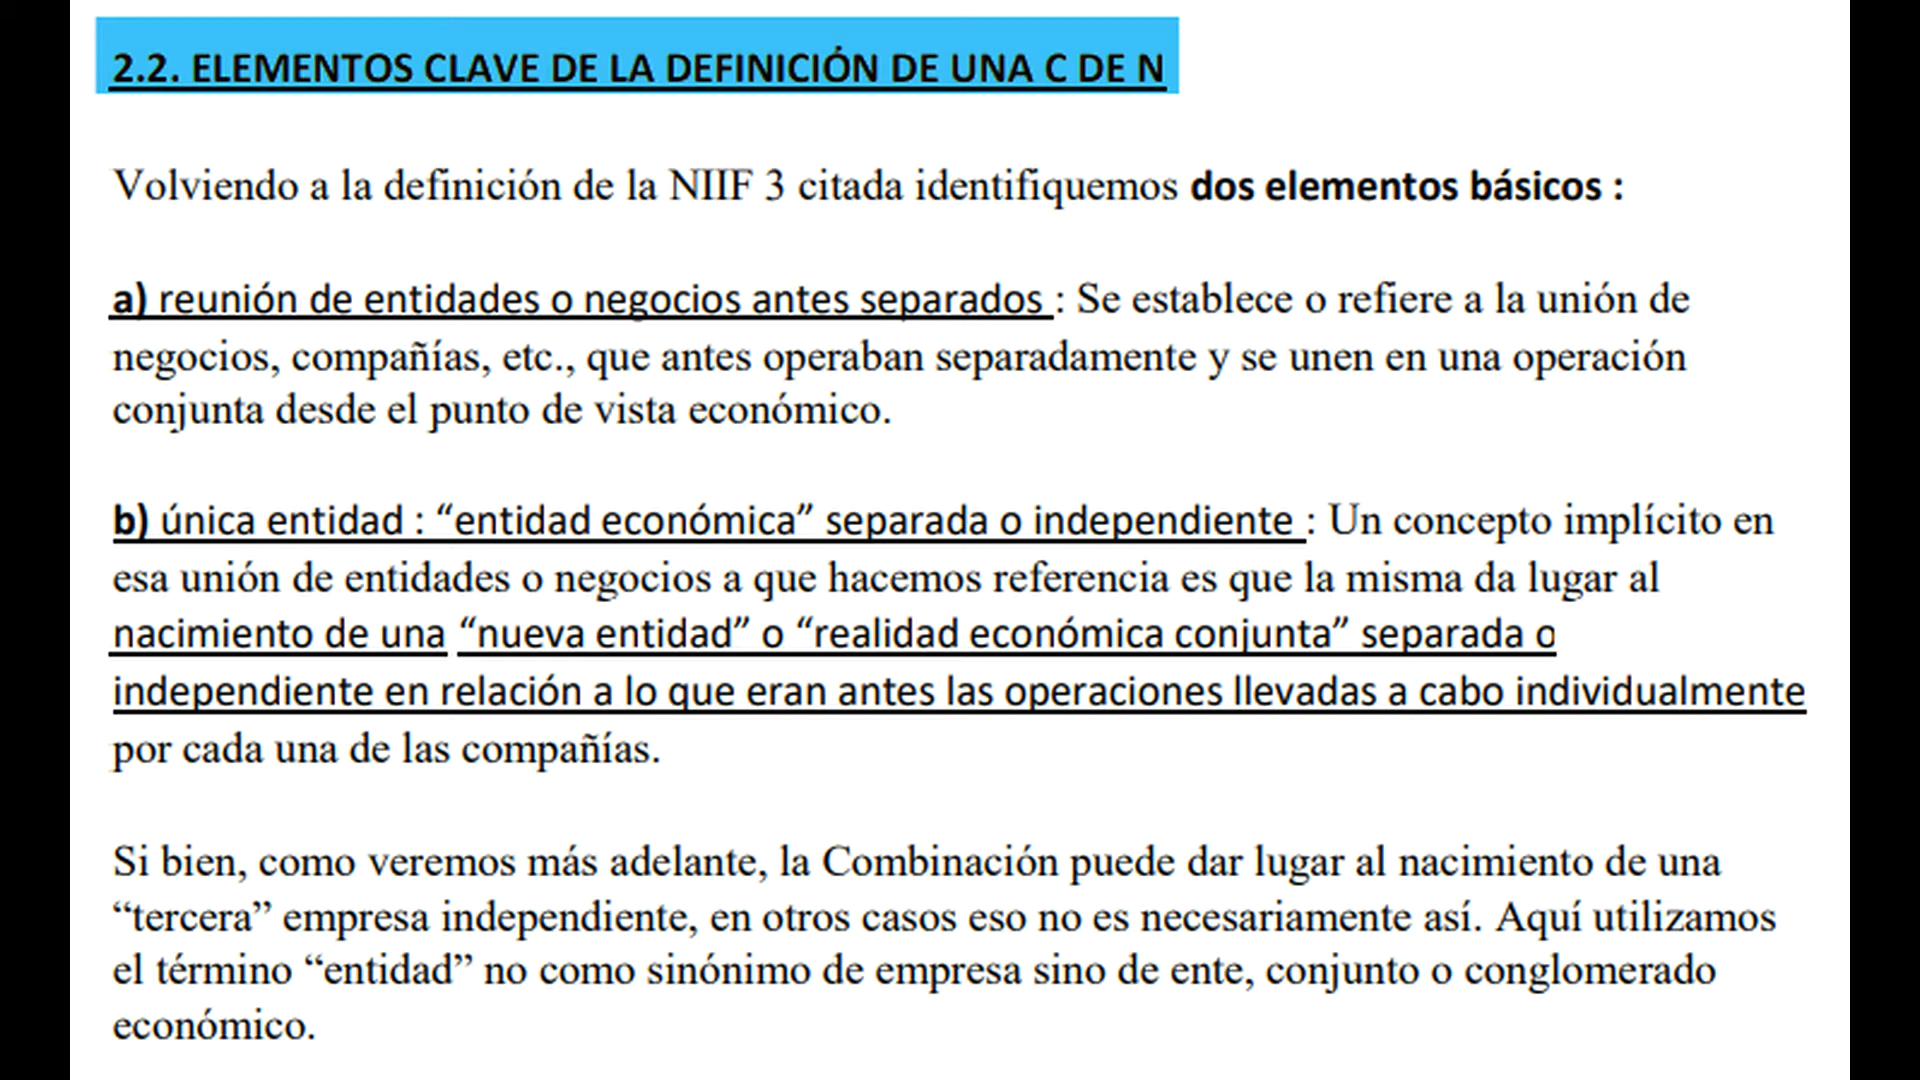 2.2. ELEMENTOS CLAVE DE LA DEFINICIÓN DE UNA C DE N
Volviendo a la definición de la NIIF 3 citada identifiquemos dos elementos básicos :
a) reunión de entidades o negocios antes separados : Se establece o refiere a la unión de
negocios, compañías, etc., que antes operaban separadamente y se unen en una operación
conjunta desde el punto de vista económico.
b) única entidad : “entidad económica” separada o independiente : Un concepto implícito en
esa unión de entidades o negocios a que hacemos referencia es que la misma da lugar al
nacimiento de una “nueva entidad” o “realidad económica conjunta” separada o
independiente en relación a lo que eran antes las operaciones llevadas a cabo individualmente
por cada una de las compañías.
Si bien, como veremos más adelante, la Combinación puede dar lugar al nacimiento de una
“tercera” empresa independiente, en otros casos eso no es necesariamente así. Aquí utilizamos
el término “entidad” no como sinónimo de empresa sino de ente, conjunto o conglomerado
económico.